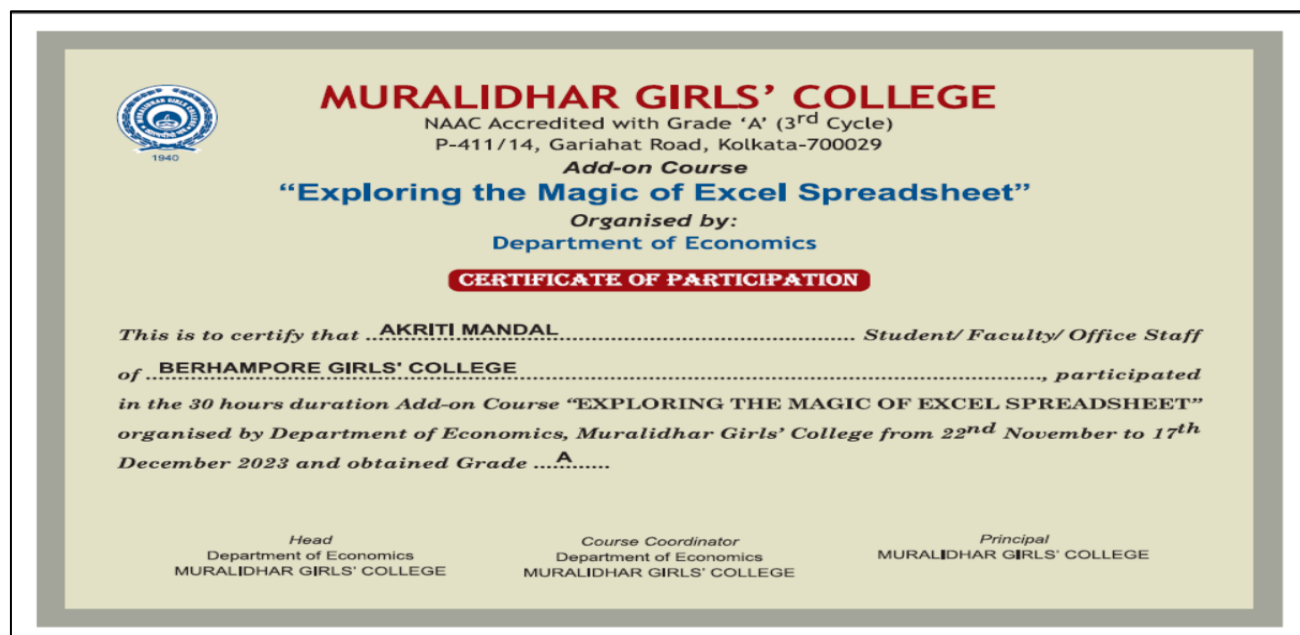 MURALIDHAR GIRLS' COLLEGE
NAAC Accredited with Grade 'A' (3rd Cycle)
P-411/14, Gariahat Road, Kolkata-700029
Add-on Course
“Exploring the Magic of Excel Spreadsheet”
Organised by:
Department of Economics
CERTIFICATE OF PARTICIPATION
MURALIDHAR GIRLS COLLEGE
1940
This is to certify that ...AKRITI MANDAL... Student/ Faculty/ Office Staff
of ...BERHAMPORE GIRLS' COLLEGE..., participated
in the 30 hours duration Add-on Course “EXPLORING THE MAGIC OF EXCEL SPREADSHEET”
organised by Department of Economics, Muralidhar Girls' College from 22nd November to 17th
December 2023 and obtained Grade ...A...
Head
Department of Economics
MURALIDHAR GIRLS' COLLEGE
Course Coordinator
Department of Economics
MURALIDHAR GIRLS' COLLEGE
Principal
MURALIDHAR GIRLS' COLLEGE